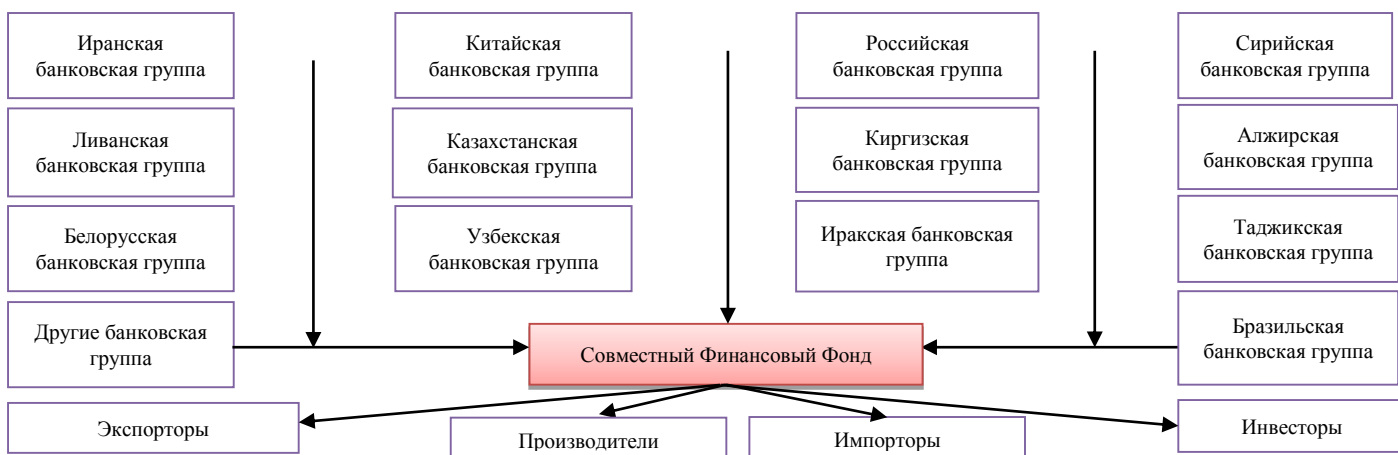 Иранская
банковская группа
Китайская
банковская группа
Российская
банковская группа
Сирийская
банковская группа
Ливанская
банковская группа
Казахстанская
банковская группа
Киргизская
банковская группа
Алжирская
банковская группа
Белорусская
банковская группа
Узбекская
банковская группа
Иракская банковская
группа
Таджикская
банковская группа
Другие банковская
группа
Совместный Финансовый Фонд
Бразильская
банковская группа
Экспорторы
Производители
Импорторы
Инвесторы